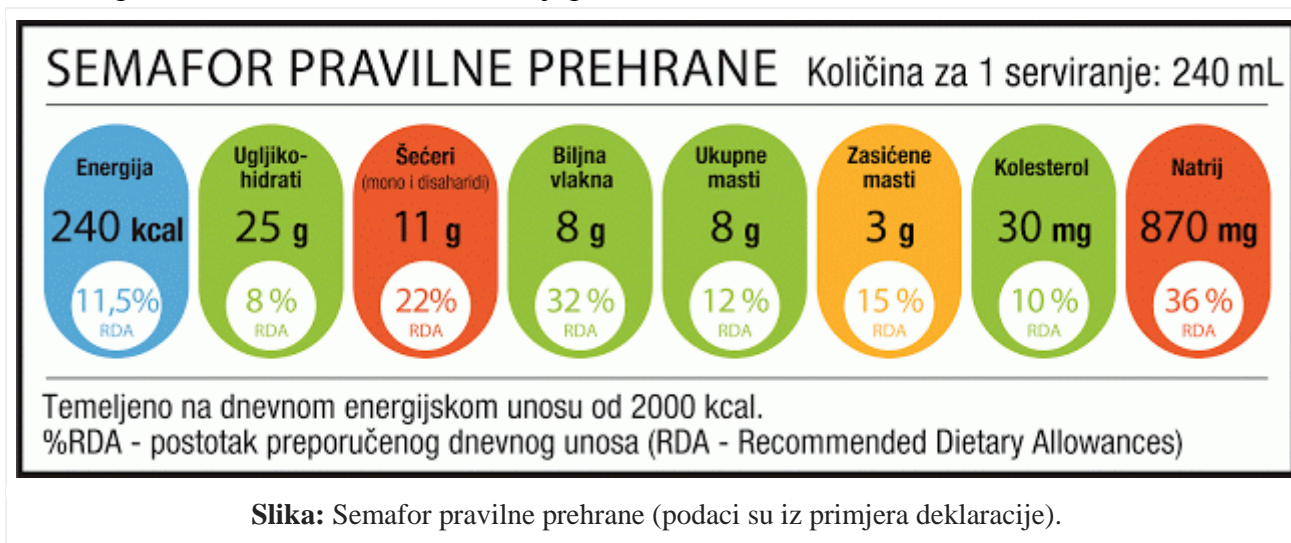 SEMAFOR PRAVILNE PREHRANE Količina za 1 serviranje: 240 mL
Energija
240 kcal
11,5%
RDA
Ugljiko-
hidrati
25 g
8 %
RDA
Šećeri
(mono i disaharidi)
11 g
22%
RDA
Biljna
vlakna
8 g
32 %
RDA
Ukupne
masti
8 g
12 %
RDA
Zasićene
masti
3 g
15 %
RDA
Kolesterol
30 mg
10 %
RDA
Natrij
870 mg
36 %
RDA
Temeljeno na dnevnom energijskom unosu od 2000 kcal.
%RDA - postotak preporučenog dnevnog unosa (RDA - Recommended Dietary Allowances)
Slika: Semafor pravilne prehrane (podaci su iz primjera deklaracije).